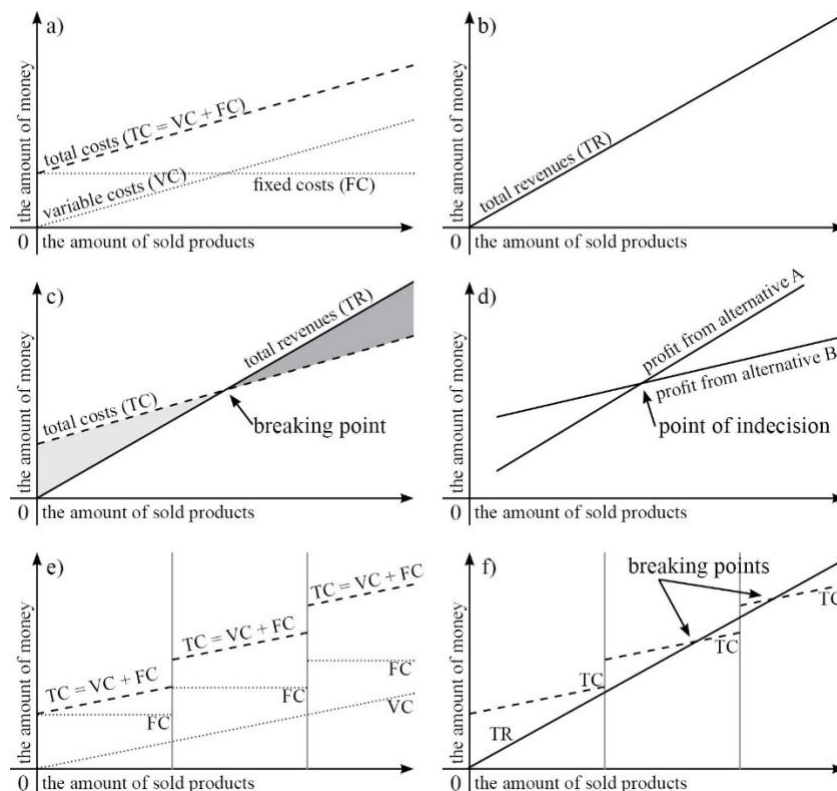 a)
the amount of money
total costs (TC = VC + FC)
variable costs (VC)
fixed costs (FC)
0 the amount of sold products
b)
the amount of money
total revenues (TR)
0 the amount of sold products
c)
the amount of money
total revenues (TR)
total costs (TC)
breaking point
0 the amount of sold products
d)
the amount of money
profit from alternative A
profit from alternative B
point of indecision
0 the amount of sold products
e)
the amount of money
TC = VC + FC
TC = VC + FC
TC = VC + FC
FC
FC
FC
VC
0 the amount of sold products
f)
the amount of money
breaking points
TC
TC
TC
TR
0 the amount of sold products